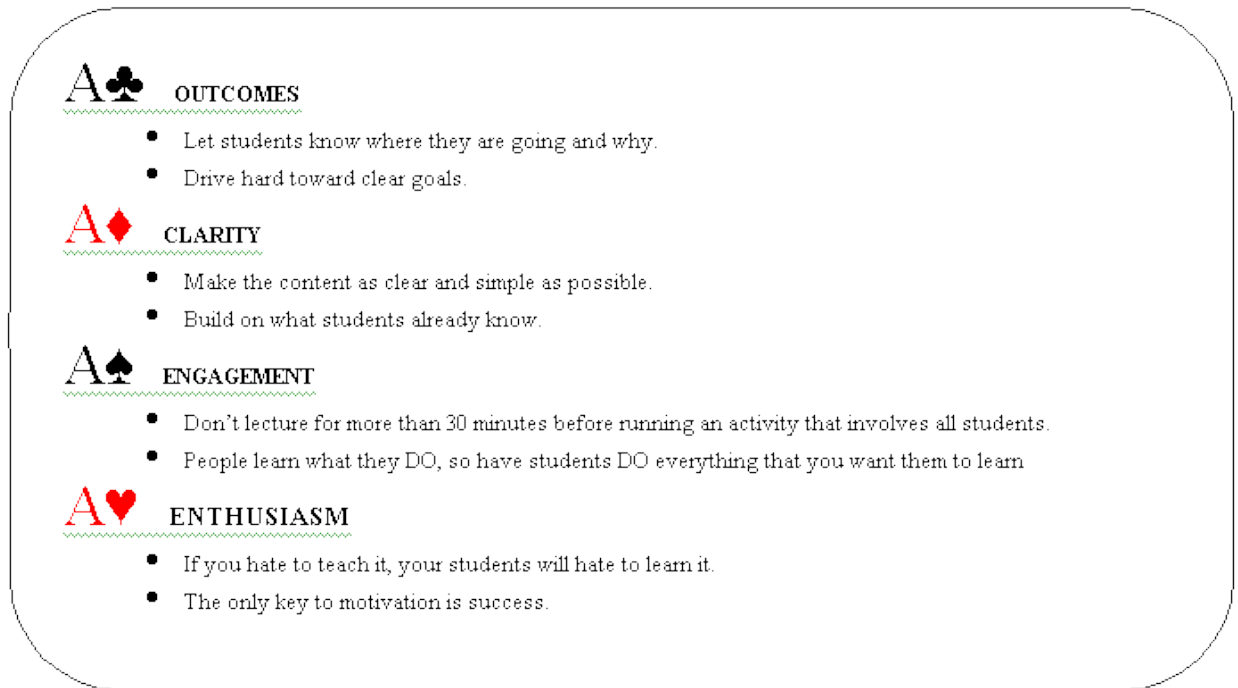 A♣ OUTCOMES
• Let students know where they are going and why.
• Drive hard toward clear goals.
A♦ CLARITY
• Make the content as clear and simple as possible.
• Build on what students already know.
A♠ ENGAGEMENT
• Don't lecture for more than 30 minutes before running an activity that involves all students.
• People learn what they DO, so have students DO everything that you want them to learn
A♥ ENTHUSIASM
• If you hate to teach it, your students will hate to learn it.
• The only key to motivation is success.